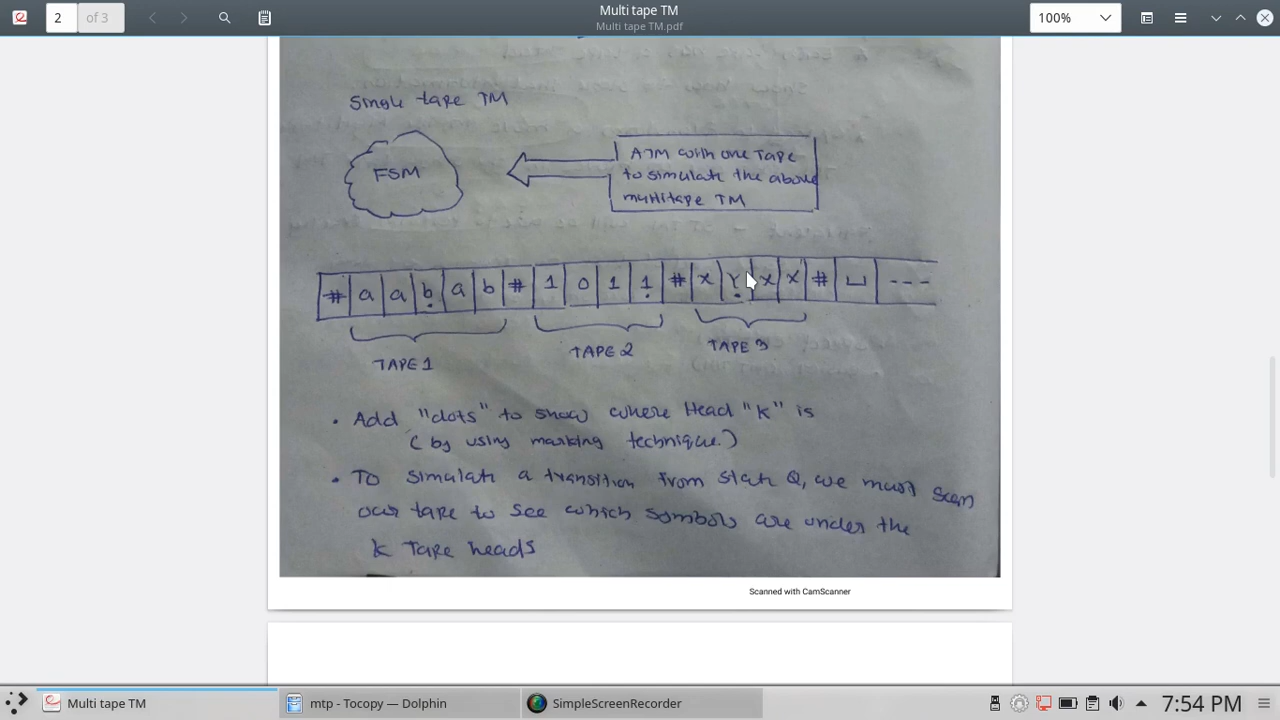 Multi tape TM
Multi tape TM.pdf
2 of 3
100%
Single tape TM
FSM
A TM with one Tape
to simulate the above
multitape TM
# a a b a b # 1 0 1 1 # x Y x x # ⊔ ---
TAPE 1 TAPE 2 TAPE 3
• Add "dots" to show where Head "k" is
(by using marking technique.)
• To simalate a transition from state Q, we must scan
our tape to see which symbols are under the
k Tape heads
Scanned with CamScanner
Multi tape TM
mtp - Tocopy — Dolphin
SimpleScreenRecorder
7:54 PM